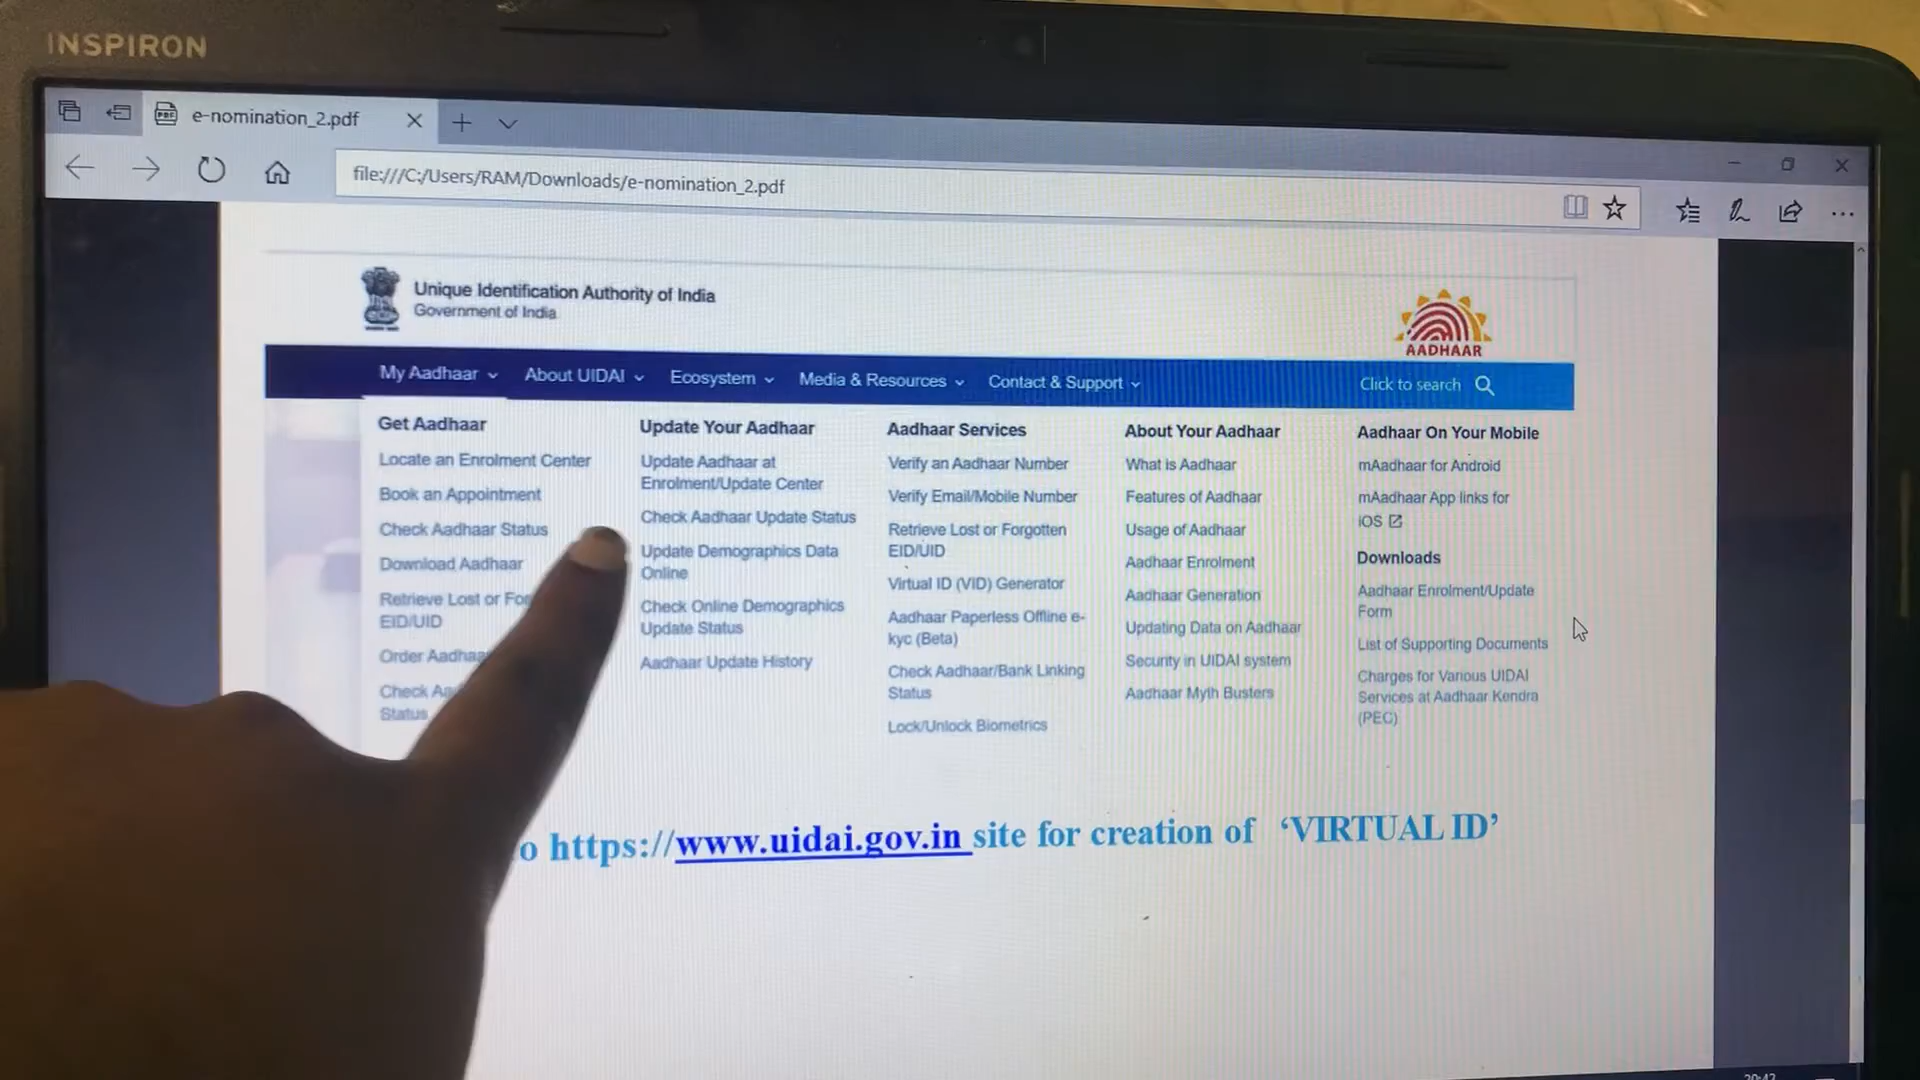 INSPIRON
e-nomination_2.pdf
file:///C:/Users/RAM/Downloads/e-nomination_2.pdf
Unique Identification Authority of India
Government of India
AADHAAR
My Aadhaar
About UIDAI
Ecosystem
Media & Resources
Contact & Support
Click to search
Get Aadhaar
Locate an Enrolment Center
Book an Appointment
Check Aadhaar Status
Download Aadhaar
Retrieve Lost or
EID/UID
Order Aadhaar
Check
Status
Update Your Aadhaar
Update Aadhaar at
Enrolment/Update Center
Check Aadhaar Update Status
Update Demographics Data
Online
Check Online Demographics
Update Status
Aadhaar Update History
Aadhaar Services
Verify an Aadhaar Number
Verify Email/Mobile Number
Retrieve Lost or Forgotten
EID/UID
Virtual ID (VID) Generator
Aadhaar Paperless Offline e-
kyc (Beta)
Check Aadhaar/Bank Linking
Status
Lock/Unlock Biometrics
About Your Aadhaar
What is Aadhaar
Features of Aadhaar
Usage of Aadhaar
Aadhaar Enrolment
Aadhaar Generation
Updating Data on Aadhaar
Security in UIDAI system
Aadhaar Myth Busters
Aadhaar On Your Mobile
mAadhaar for Android
mAadhaar App links for
iOS
Downloads
Aadhaar Enrolment/Update
Form
List of Supporting Documents
Charges for Various UIDAI
Services at Aadhaar Kendra
(PEC)
o https://www.uidai.gov.in site for creation of ‘VIRTUAL ID’